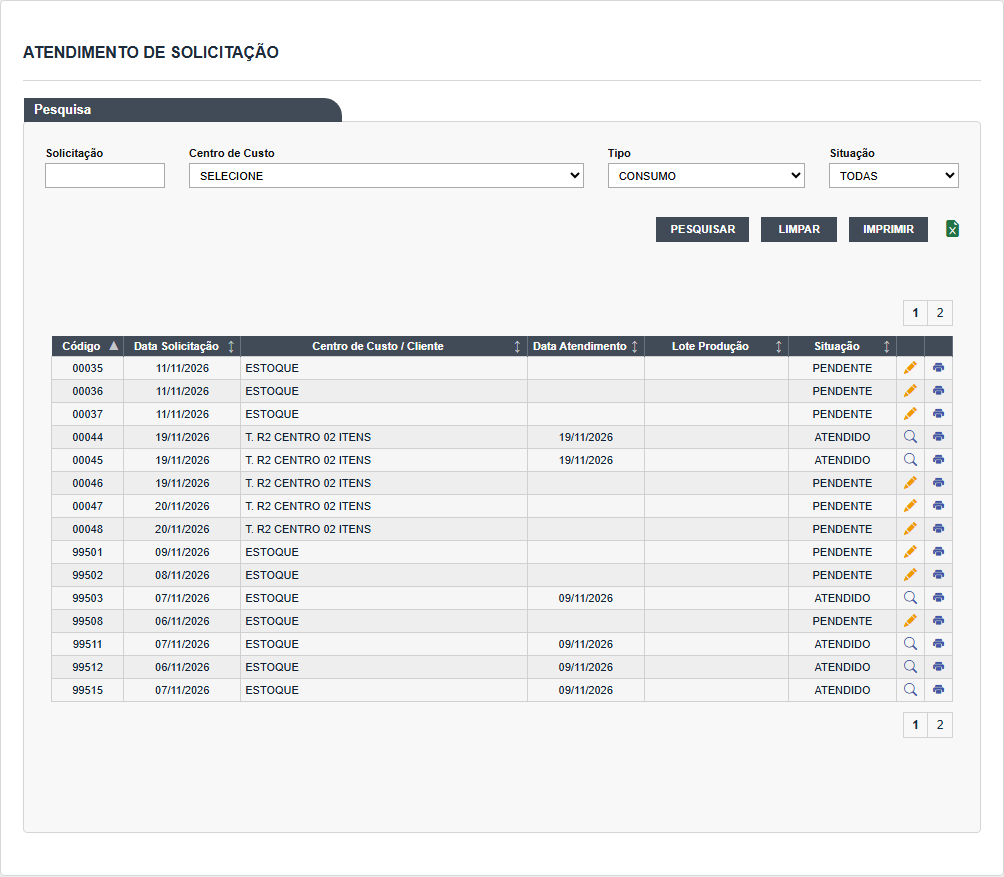 ATENDIMENTO DE SOLICITAÇÃO
Pesquisa
Solicitação Centro de Custo Tipo Situação
SELECIONE CONSUMO TODAS
PESQUISAR LIMPAR IMPRIMIR
1 2
Código Data Solicitação Centro de Custo / Cliente Data Atendimento Lote Produção Situação
00035 11/11/2026 ESTOQUE PENDENTE
00036 11/11/2026 ESTOQUE PENDENTE
00037 11/11/2026 ESTOQUE PENDENTE
00044 19/11/2026 T. R2 CENTRO 02 ITENS 19/11/2026 ATENDIDO
00045 19/11/2026 T. R2 CENTRO 02 ITENS 19/11/2026 ATENDIDO
00046 19/11/2026 T. R2 CENTRO 02 ITENS PENDENTE
00047 20/11/2026 T. R2 CENTRO 02 ITENS PENDENTE
00048 20/11/2026 T. R2 CENTRO 02 ITENS PENDENTE
99501 09/11/2026 ESTOQUE PENDENTE
99502 08/11/2026 ESTOQUE PENDENTE
99503 07/11/2026 ESTOQUE 09/11/2026 ATENDIDO
99508 06/11/2026 ESTOQUE PENDENTE
99511 07/11/2026 ESTOQUE 09/11/2026 ATENDIDO
99512 06/11/2026 ESTOQUE 09/11/2026 ATENDIDO
99515 07/11/2026 ESTOQUE 09/11/2026 ATENDIDO
1 2